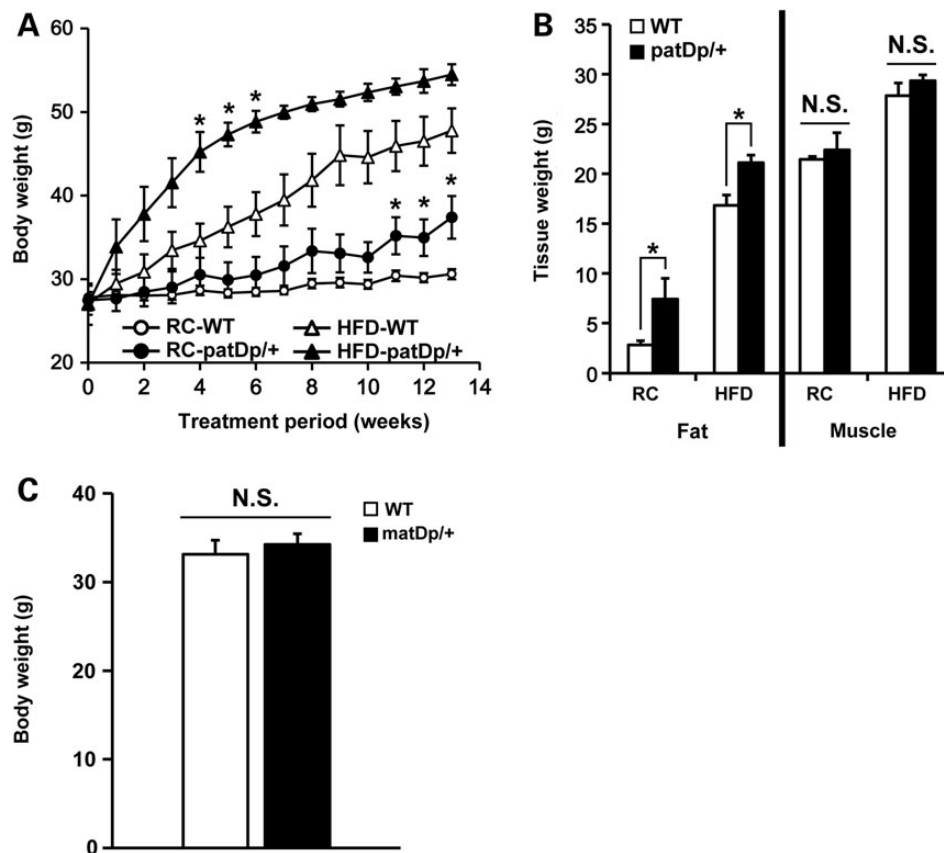 A
Body weight (g)
60
50
40
30
20
* * *
* * *
RC-WT HFD-WT
RC-patDp/+ HFD-patDp/+
0 2 4 6 8 10 12 14
Treatment period (weeks)
B
Tissue weight (g)
WT
patDp/+
35
30
25
20
15
10
5
0
*
*
N.S.
N.S.
RC HFD RC HFD
Fat Muscle
C
Body weight (g)
40
30
20
10
0
N.S.
WT
matDp/+